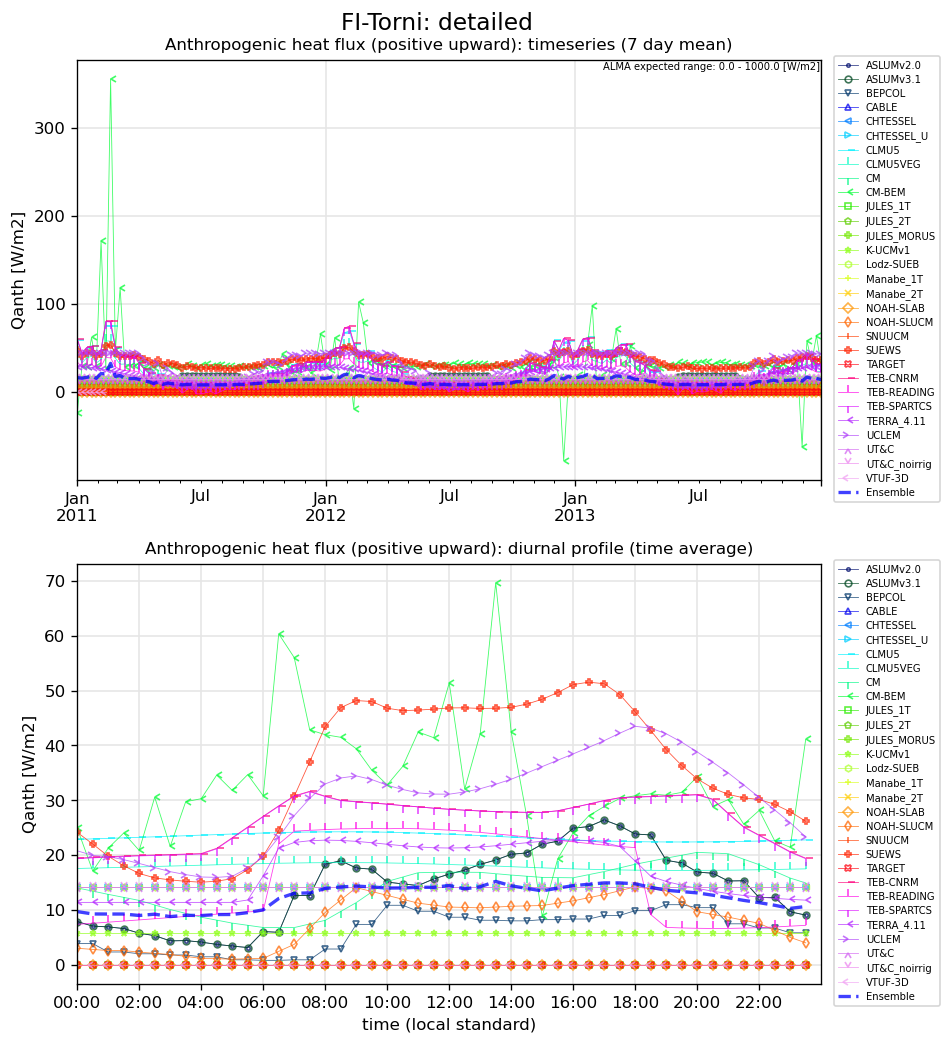 FI-Torni: detailed
Anthropogenic heat flux (positive upward): timeseries (7 day mean)
ALMA expected range: 0.0 - 1000.0 [W/m2]
Qanth [W/m2]
300
200
100
0
Jan
2011
Jul
Jan
2012
Jul
Jan
2013
Jul
ASLUMv2.0
ASLUMv3.1
BEPCOL
CABLE
CHTESSEL
CHTESSEL_U
CLMU5
CLMU5VEG
CM
CM-BEM
JULES_1T
JULES_2T
JULES_MORUS
K-UCMv1
Lodz-SUEB
Manabe_1T
Manabe_2T
NOAH-SLAB
NOAH-SLUCM
SNUUCM
SUEWS
TARGET
TEB-CNRM
TEB-READING
TEB-SPARTCS
TERRA_4.11
UCLEM
UT&C
UT&C_noirrig
VTUF-3D
Ensemble
Anthropogenic heat flux (positive upward): diurnal profile (time average)
Qanth [W/m2]
70
60
50
40
30
20
10
0
00:00
02:00
04:00
06:00
08:00
10:00
12:00
14:00
16:00
18:00
20:00
22:00
time (local standard)
ASLUMv2.0
ASLUMv3.1
BEPCOL
CABLE
CHTESSEL
CHTESSEL_U
CLMU5
CLMU5VEG
CM
CM-BEM
JULES_1T
JULES_2T
JULES_MORUS
K-UCMv1
Lodz-SUEB
Manabe_1T
Manabe_2T
NOAH-SLAB
NOAH-SLUCM
SNUUCM
SUEWS
TARGET
TEB-CNRM
TEB-READING
TEB-SPARTCS
TERRA_4.11
UCLEM
UT&C
UT&C_noirrig
VTUF-3D
Ensemble